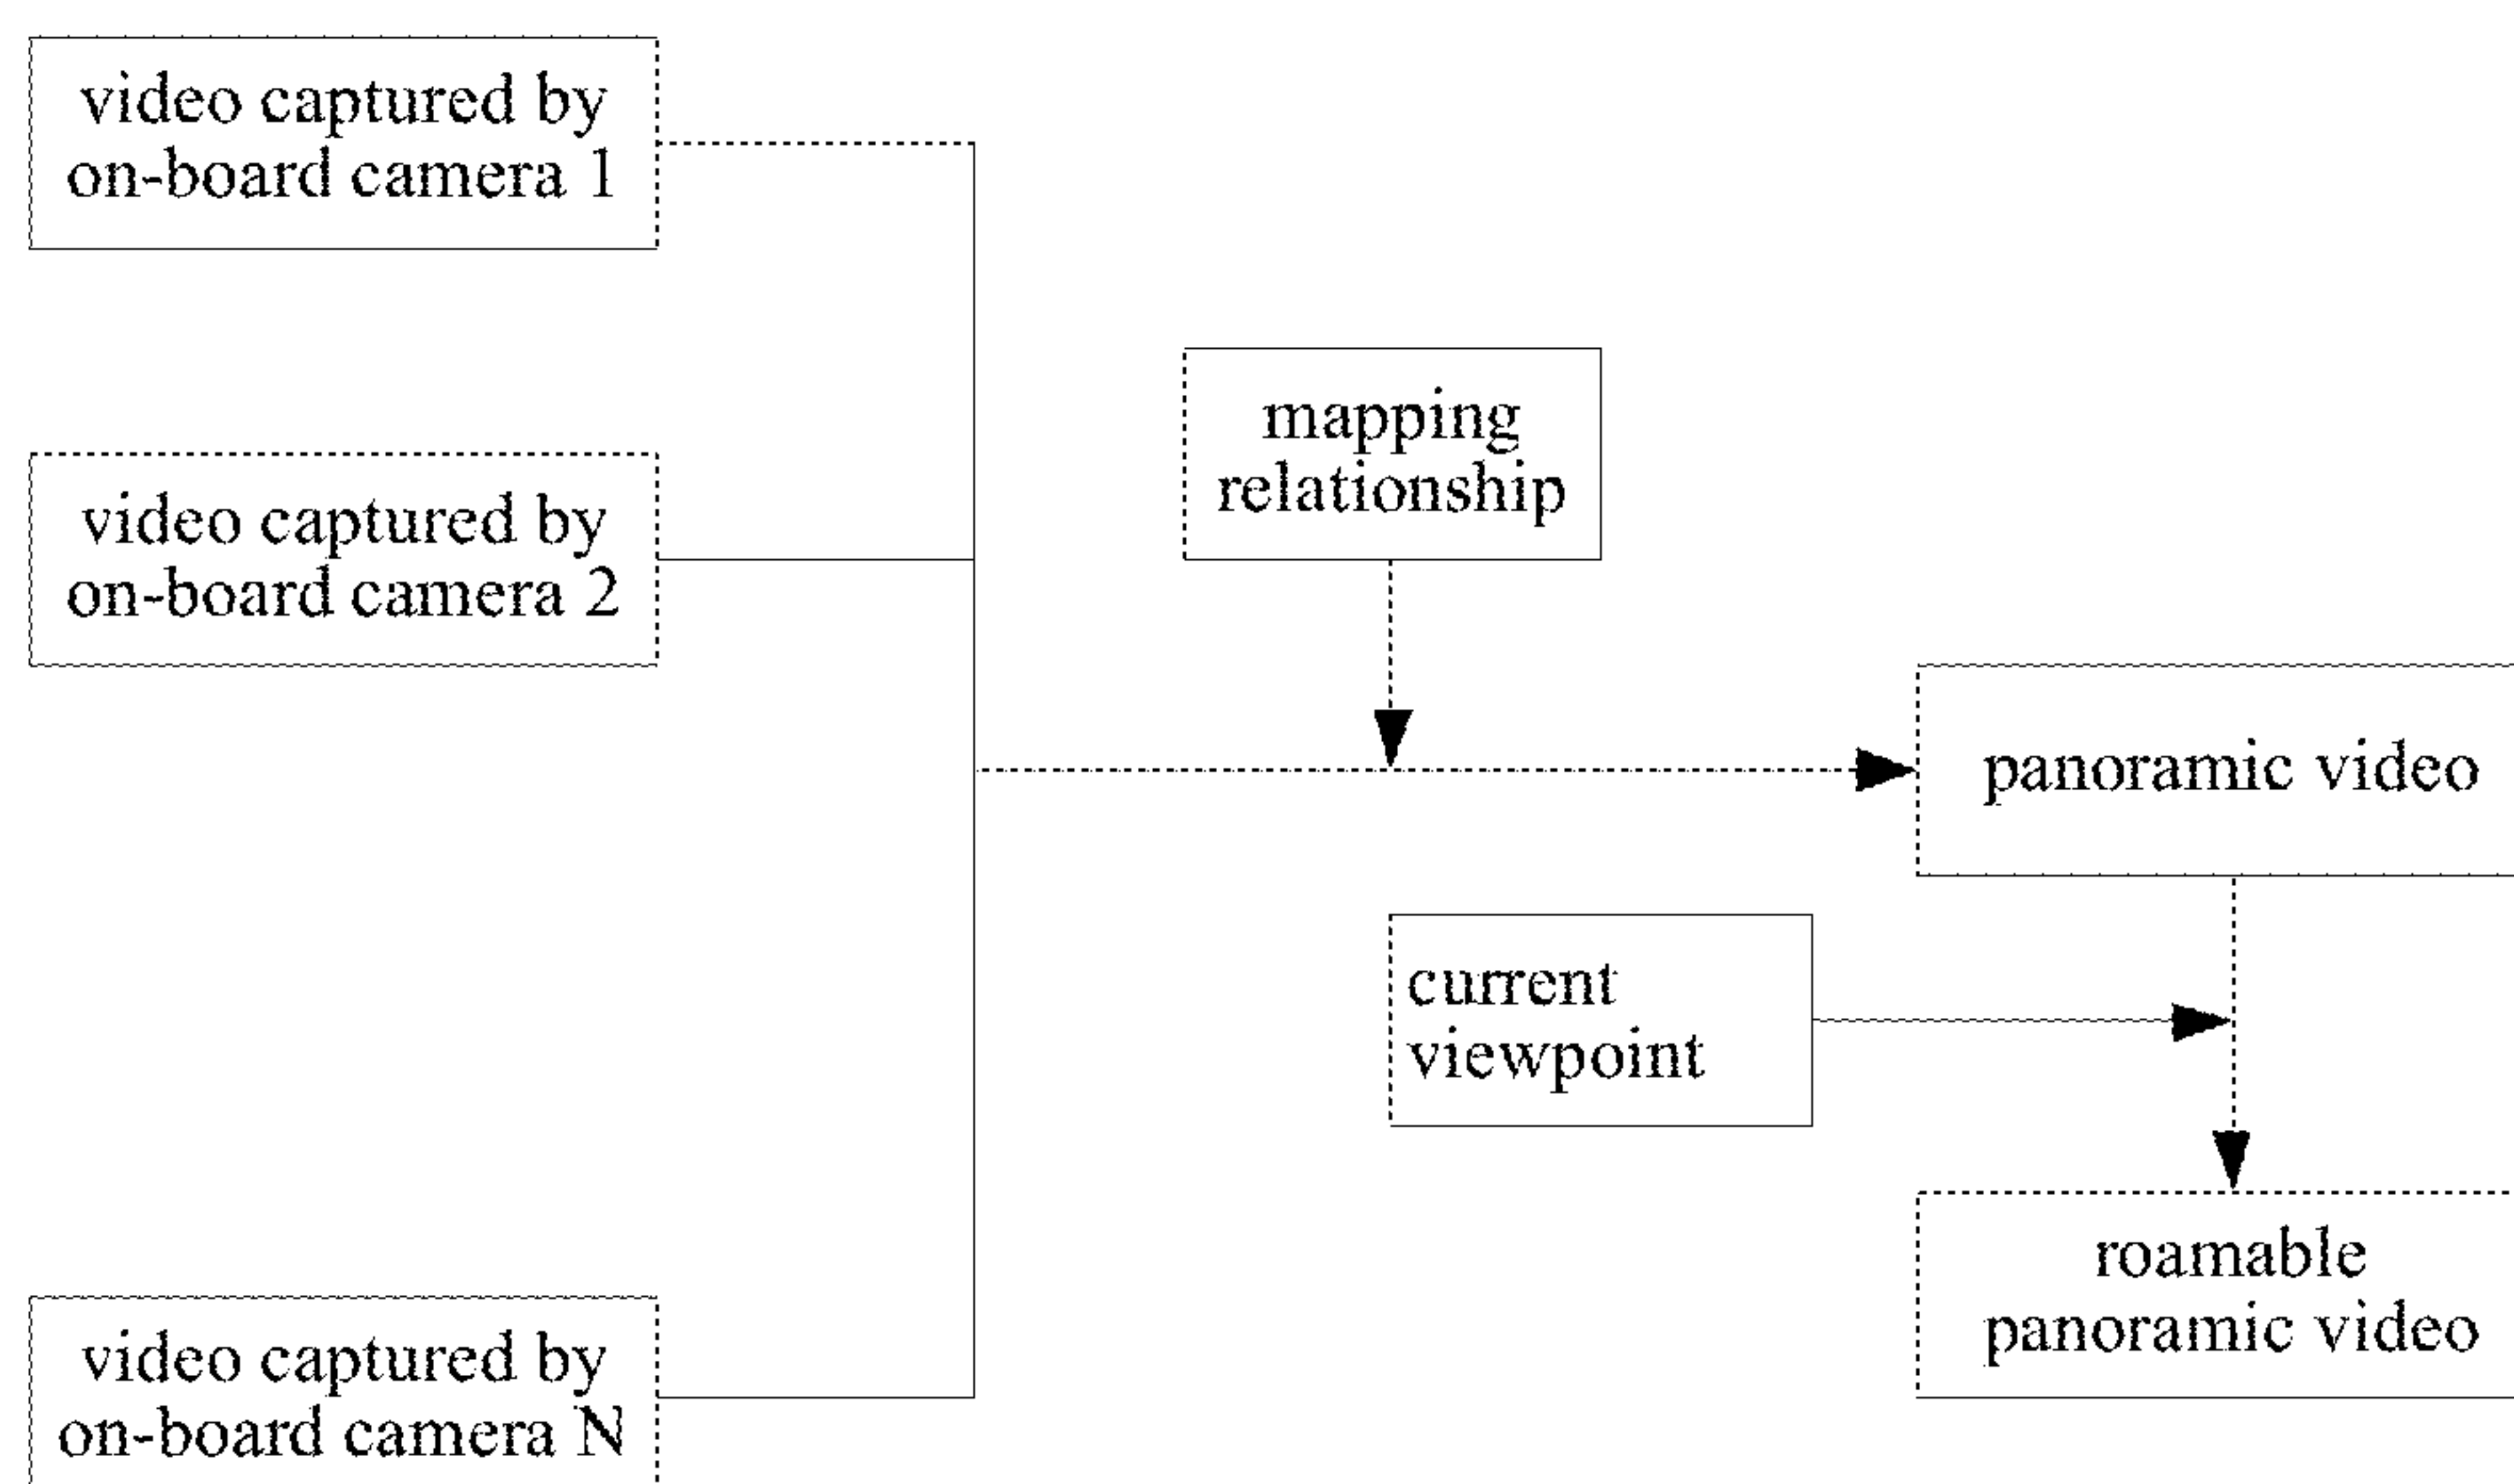 video captured by
on-board camera 1
mapping
relationship
video captured by
on-board camera 2
panoramic video
current
viewpoint
roamable
panoramic video
video captured by
on-board camera N